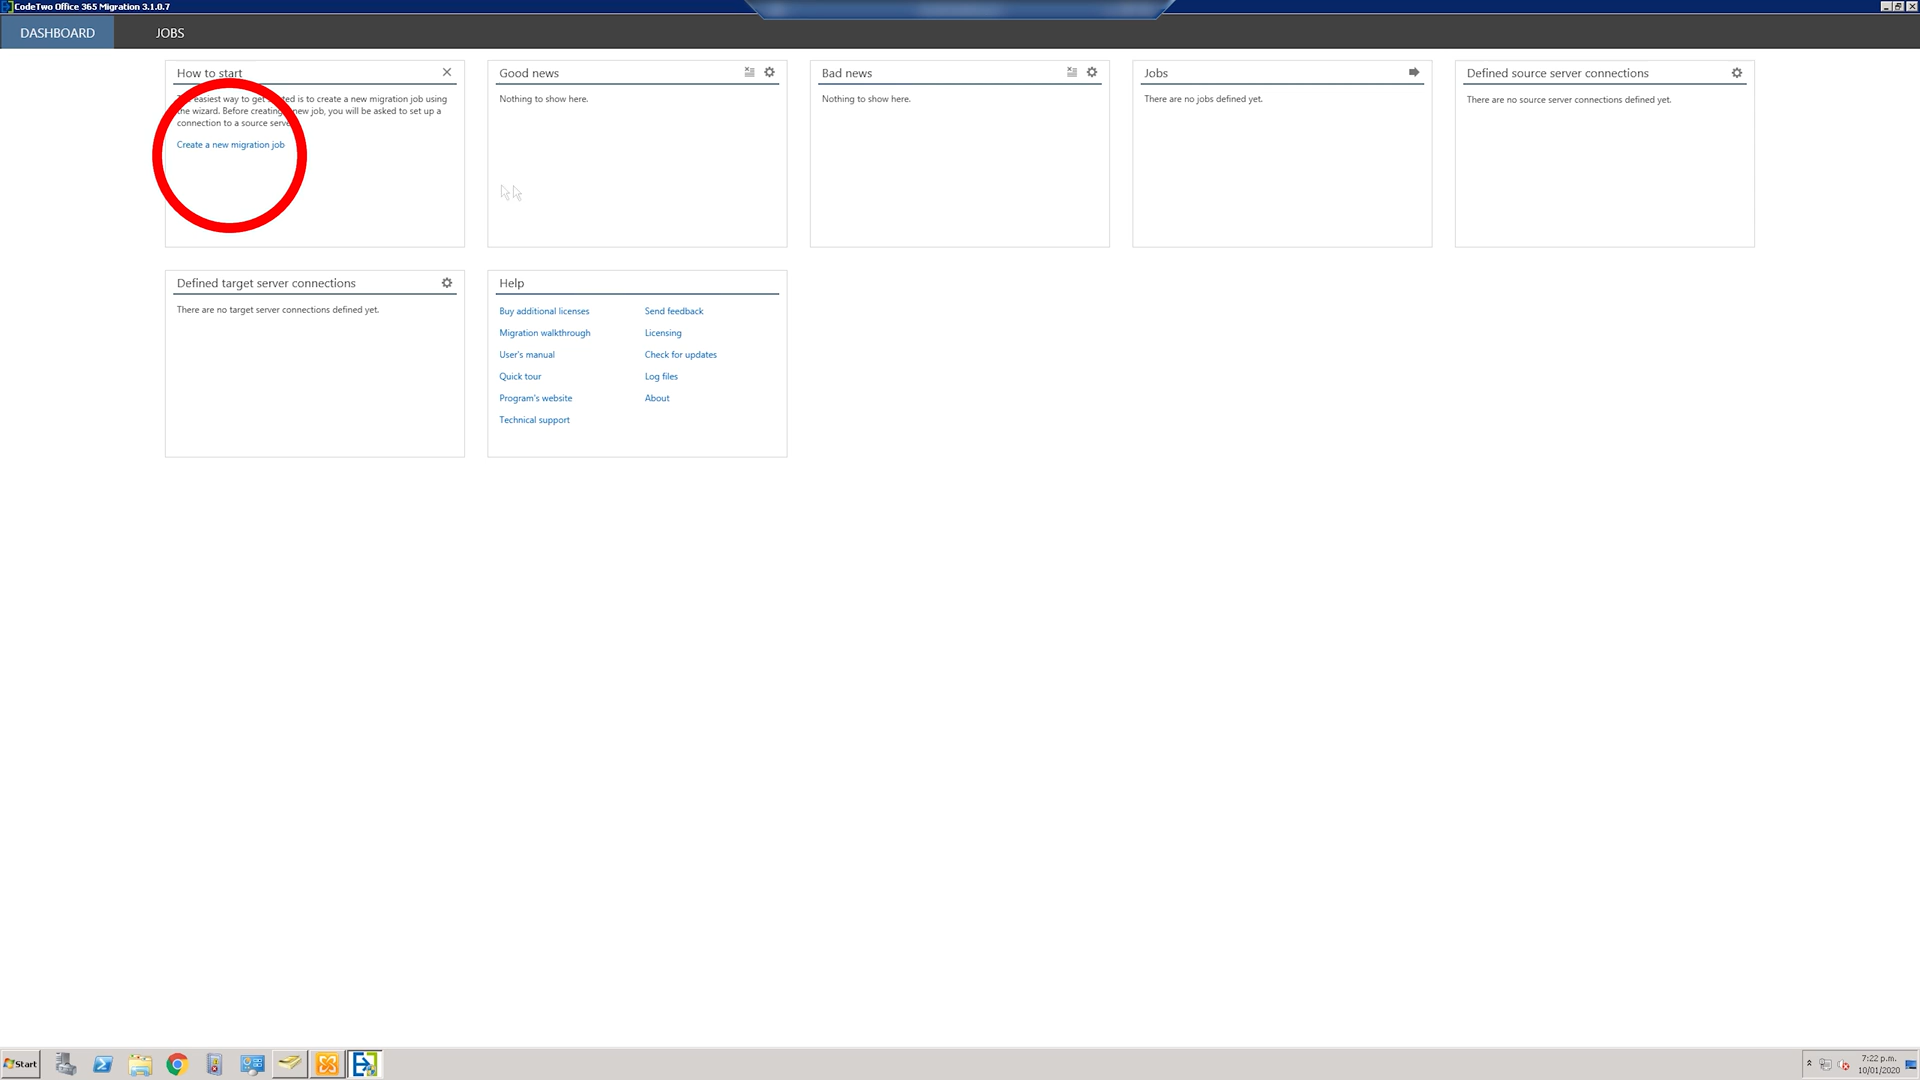 CodeTwo Office 365 Migration 3.1.0.7
DASHBOARD JOBS
How to start
easiest way to get ted is to create a new migration job using
the wizard. Before creating new job, you will be asked to set up a
connection to a source
Create a new migration job
Good news
Nothing to show here.
Bad news
Nothing to show here.
Jobs
There are no jobs defined yet.
Defined source server connections
There are no source server connections defined yet.
Defined target server connections
There are no target server connections defined yet.
Help
Buy additional licenses
Migration walkthrough
User's manual
Quick tour
Program's website
Technical support
Send feedback
Licensing
Check for updates
Log files
About
Start
7:22 p.m.
10/01/2020